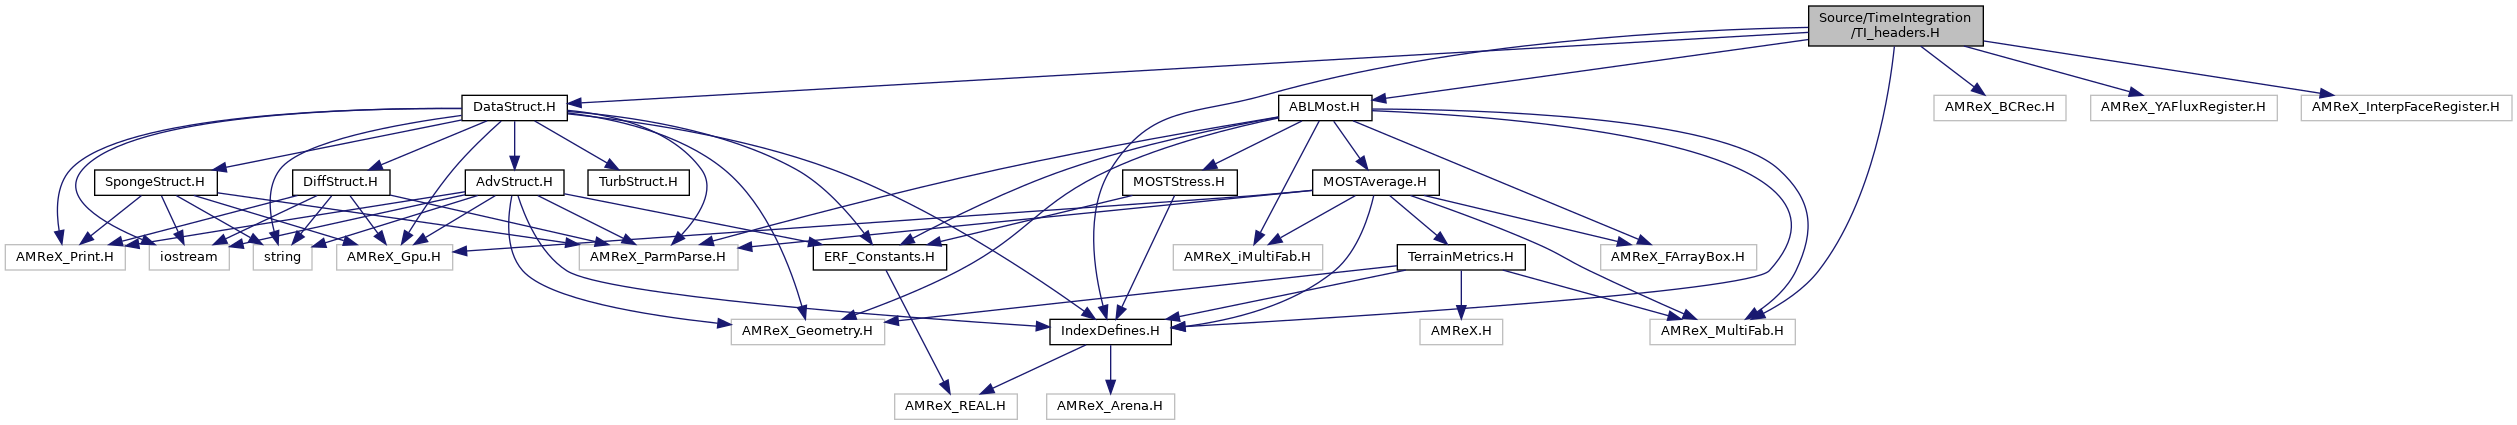 Source/TimeIntegration
/TI_headers.H
DataStruct.H
ABLMost.H
AMReX_BCRec.H
AMReX_YAFluxRegister.H
AMReX_InterpFaceRegister.H
SpongeStruct.H
DiffStruct.H
AdvStruct.H
TurbStruct.H
MOSTStress.H
MOSTAverage.H
AMReX_Print.H
iostream
string
AMReX_Gpu.H
AMReX_ParmParse.H
ERF_Constants.H
AMReX_iMultiFab.H
TerrainMetrics.H
AMReX_FArrayBox.H
AMReX_Geometry.H
IndexDefines.H
AMReX.H
AMReX_MultiFab.H
AMReX_REAL.H
AMReX_Arena.H